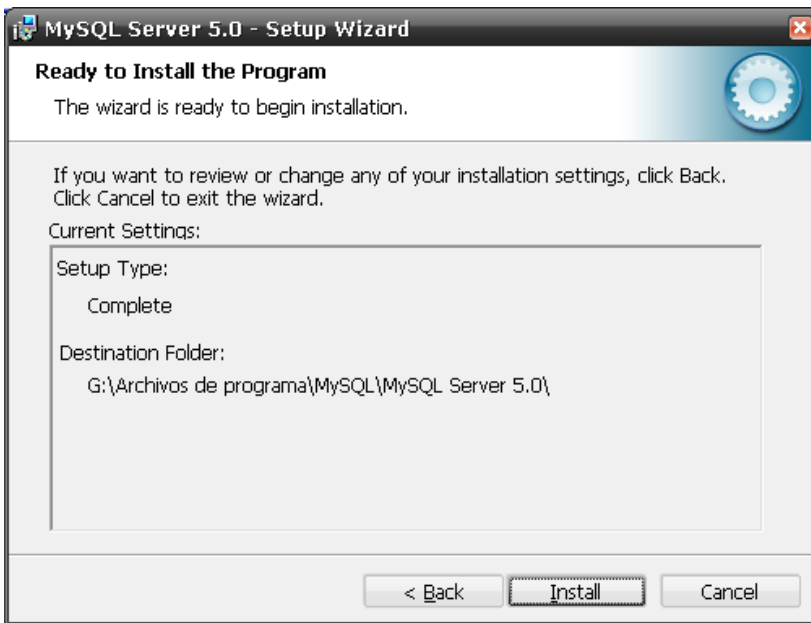 MySQL Server 5.0 - Setup Wizard
Ready to Install the Program
The wizard is ready to begin installation.
If you want to review or change any of your installation settings, click Back.
Click Cancel to exit the wizard.
Current Settings:
Setup Type:
Complete
Destination Folder:
G:\Archivos de programa\MySQL\MySQL Server 5.0\
< Back Install Cancel